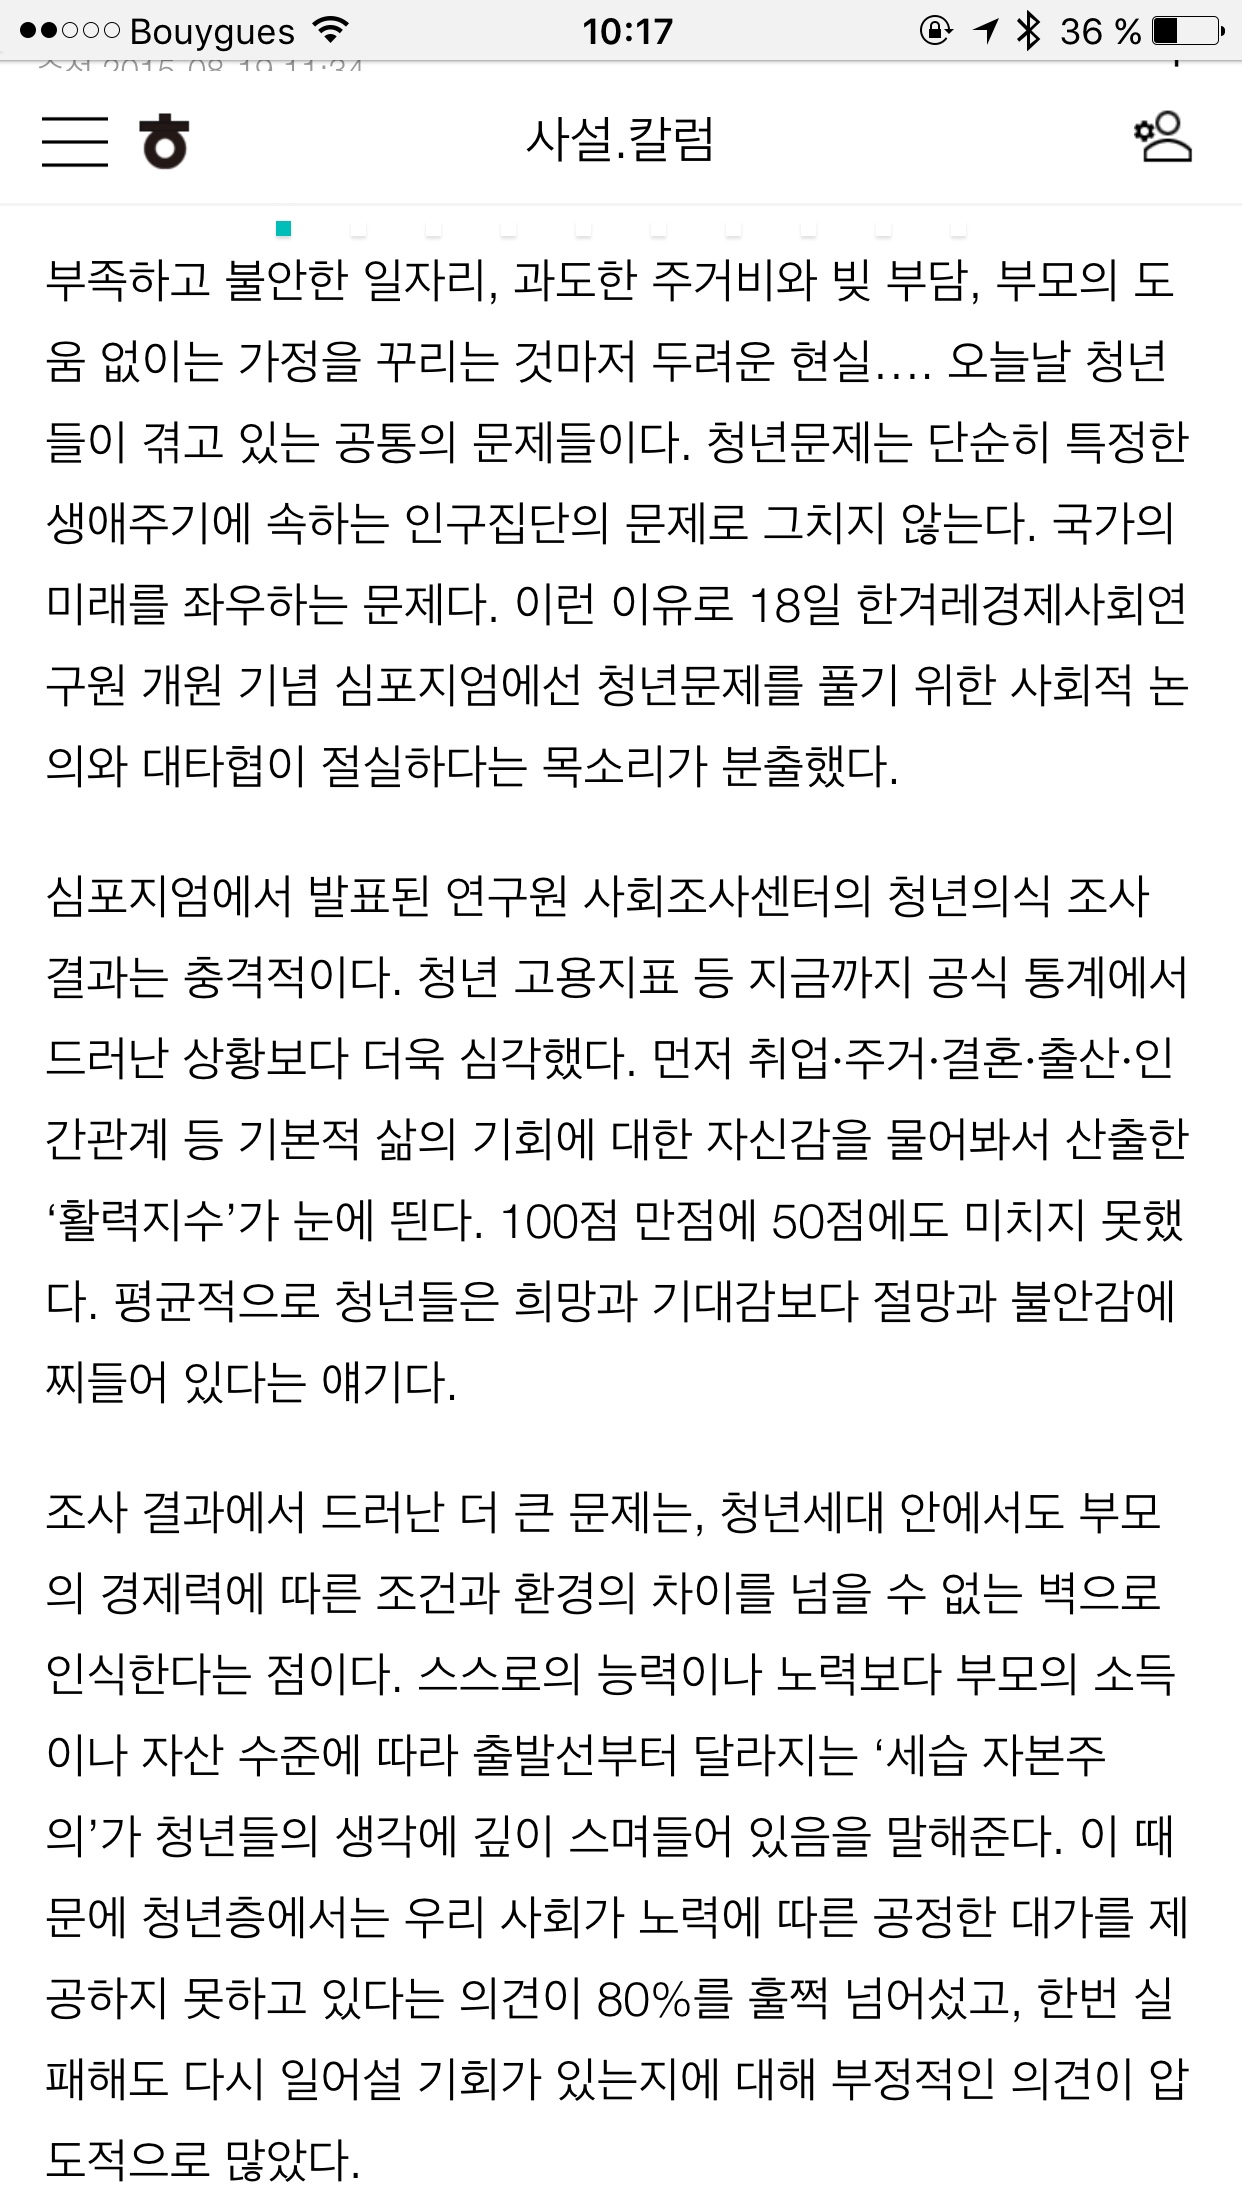 Bouygues 10:17 36 %
수정 2015-08-19 11:34
ㅎ 사설.칼럼
부족하고 불안한 일자리, 과도한 주거비와 빚 부담, 부모의 도
움 없이는 가정을 꾸리는 것마저 두려운 현실…. 오늘날 청년
들이 겪고 있는 공통의 문제들이다. 청년문제는 단순히 특정한
생애주기에 속하는 인구집단의 문제로 그치지 않는다. 국가의
미래를 좌우하는 문제다. 이런 이유로 18일 한겨레경제사회연
구원 개원 기념 심포지엄에선 청년문제를 풀기 위한 사회적 논
의와 대타협이 절실하다는 목소리가 분출했다.
심포지엄에서 발표된 연구원 사회조사센터의 청년의식 조사
결과는 충격적이다. 청년 고용지표 등 지금까지 공식 통계에서
드러난 상황보다 더욱 심각했다. 먼저 취업·주거·결혼·출산·인
간관계 등 기본적 삶의 기회에 대한 자신감을 물어봐서 산출한
‘활력지수’가 눈에 띈다. 100점 만점에 50점에도 미치지 못했
다. 평균적으로 청년들은 희망과 기대감보다 절망과 불안감에
찌들어 있다는 얘기다.
조사 결과에서 드러난 더 큰 문제는, 청년세대 안에서도 부모
의 경제력에 따른 조건과 환경의 차이를 넘을 수 없는 벽으로
인식한다는 점이다. 스스로의 능력이나 노력보다 부모의 소득
이나 자산 수준에 따라 출발선부터 달라지는 ‘세습 자본주
의’가 청년들의 생각에 깊이 스며들어 있음을 말해준다. 이 때
문에 청년층에서는 우리 사회가 노력에 따른 공정한 대가를 제
공하지 못하고 있다는 의견이 80%를 훌쩍 넘어섰고, 한번 실
패해도 다시 일어설 기회가 있는지에 대해 부정적인 의견이 압
도적으로 많았다.